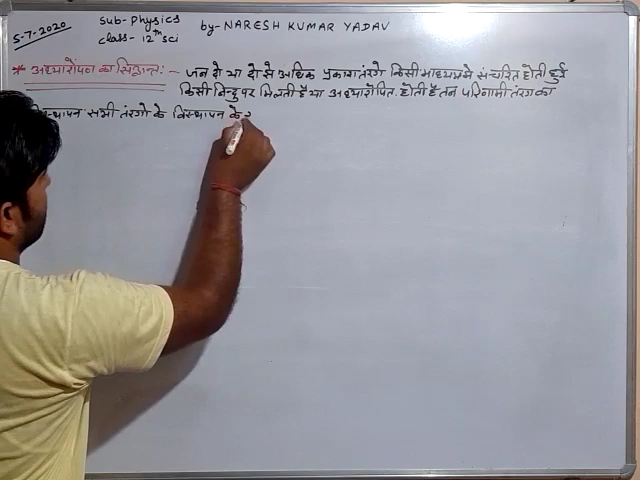 5-7-2020
Sub-Physics
by-NARESH KUMAR YADAV
class- 12th sci
* अध्यारोपण का सिद्धान्त:- जब दो या दो से अधिक प्रकाश तरंगे किसी माध्यम से संचरित होती हुई
किसी बिन्दु पर मिलती है या अध्यारोपित होती है तब परिणामी तरंग का
सभी तरंगो के विस्थापन के